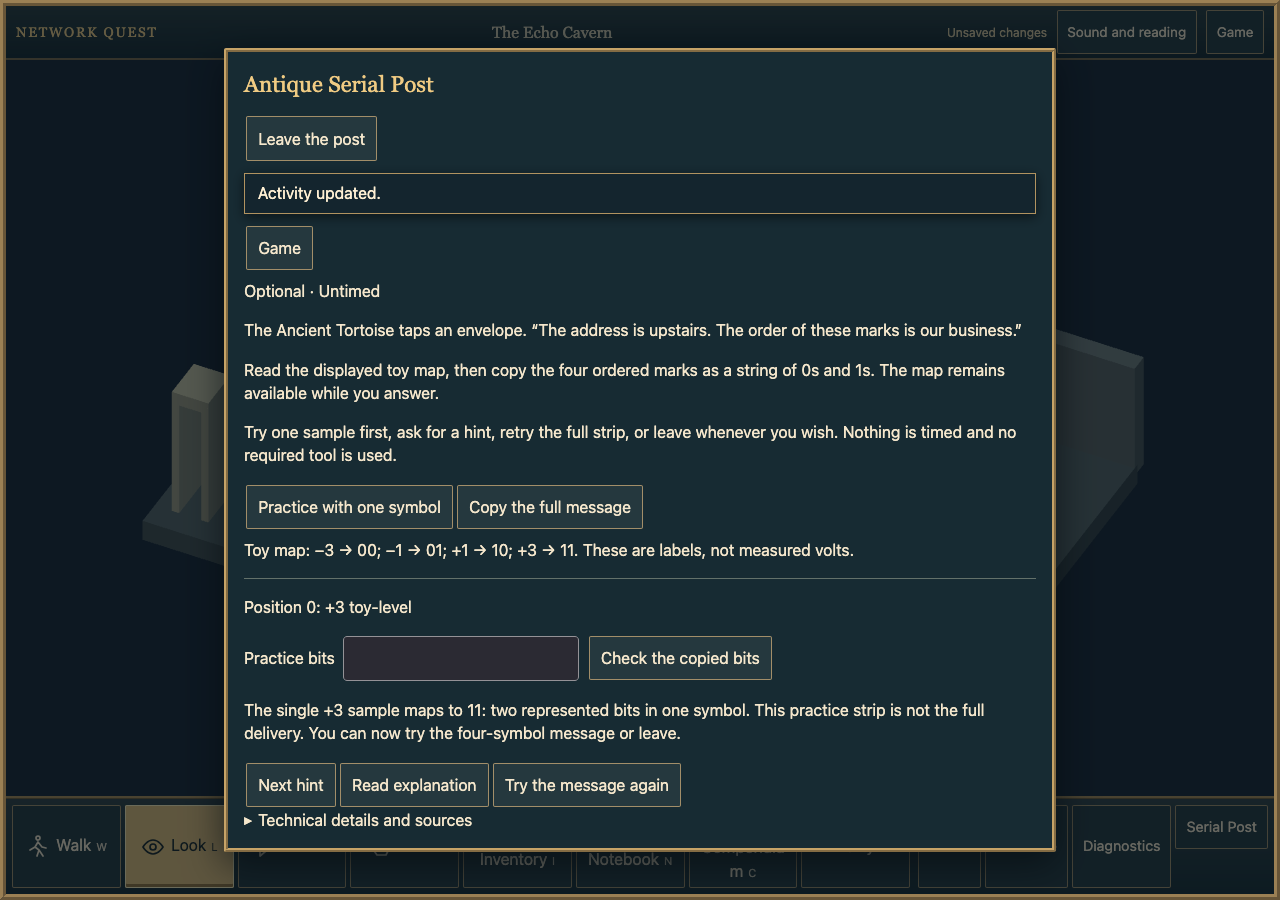 NETWORK QUEST
The Echo Cavern
Unsaved changes
Sound and reading
Game
Antique Serial Post
Leave the post
Activity updated.
Game
Optional · Untimed
The Ancient Tortoise taps an envelope. “The address is upstairs. The order of these marks is our business.”
Read the displayed toy map, then copy the four ordered marks as a string of 0s and 1s. The map remains
available while you answer.
Try one sample first, ask for a hint, retry the full strip, or leave whenever you wish. Nothing is timed and no
required tool is used.
Practice with one symbol
Copy the full message
Toy map: −3 → 00; −1 → 01; +1 → 10; +3 → 11. These are labels, not measured volts.
Position 0: +3 toy-level
Practice bits
Check the copied bits
The single +3 sample maps to 11: two represented bits in one symbol. This practice strip is not the full
delivery. You can now try the four-symbol message or leave.
Next hint
Read explanation
Try the message again
▸ Technical details and sources
Walk W
Look L
Inventory I
Notebook N
m C
Diagnostics
Serial Post